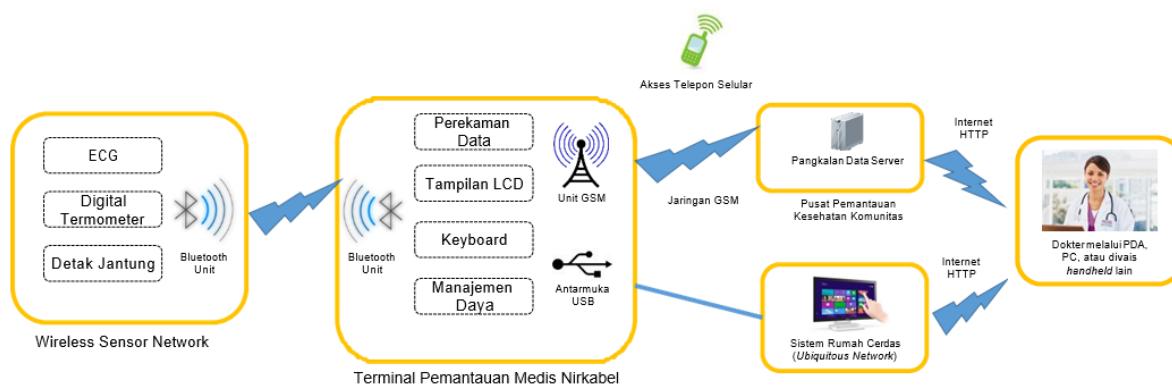 ECG
Digital
Termometer
Detak Jantung
Bluetooth
Unit
Wireless Sensor Network
Bluetooth
Unit
Perekaman
Data
Tampilan LCD
Keyboard
Manajemen
Daya
Unit GSM
Antarmuka
USB
Terminal Pemantauan Medis Nirkabel
Akses Telepon Selular
Jaringan GSM
Pangkalan Data Server
Pusat Pemantauan
Kesehatan Komunitas
Sistem Rumah Cerdas
(Ubiquitous Network)
Internet
HTTP
Internet
HTTP
Dokter melalui PDA,
PC, atau divais
handheld lain